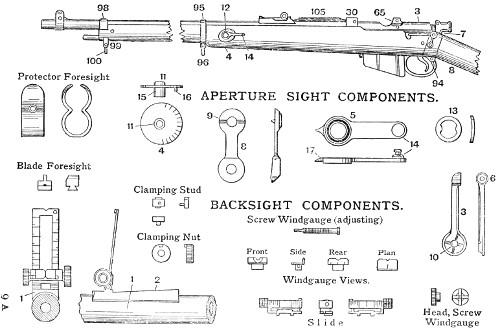 98
95
12
105
30
65
3
7
99
100
96
4
14
94
8
Protector Foresight
11
15
16
APERTURE SIGHT COMPONENTS.
11
4
9
8
5
13
17
14
Blade Foresight
Clamping Stud
BACKSIGHT COMPONENTS.
Screw Windgauge (adjusting)
6
3
10
Clamping Nut
Front
Side
Rear
Plan
Windgauge Views.
1
1
2
Slide
Head, Screw
Windgauge
9A